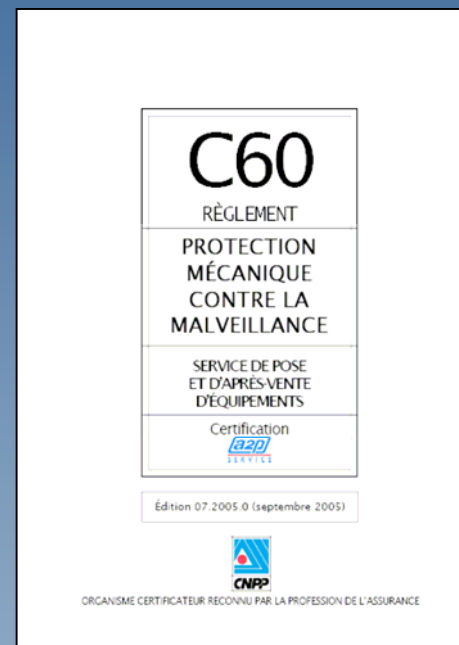 C60
RÈGLEMENT
PROTECTION
MÉCANIQUE
CONTRE LA
MALVEILLANCE
SERVICE DE POSE
ET D'APRÈS-VENTE
D'ÉQUIPEMENTS
Certification
a2p
SERVICE
Édition 07.2005.0 (septembre 2005)
CNPP
ORGANISME CERTIFICATEUR RECONNU PAR LA PROFESSION DE L'ASSURANCE